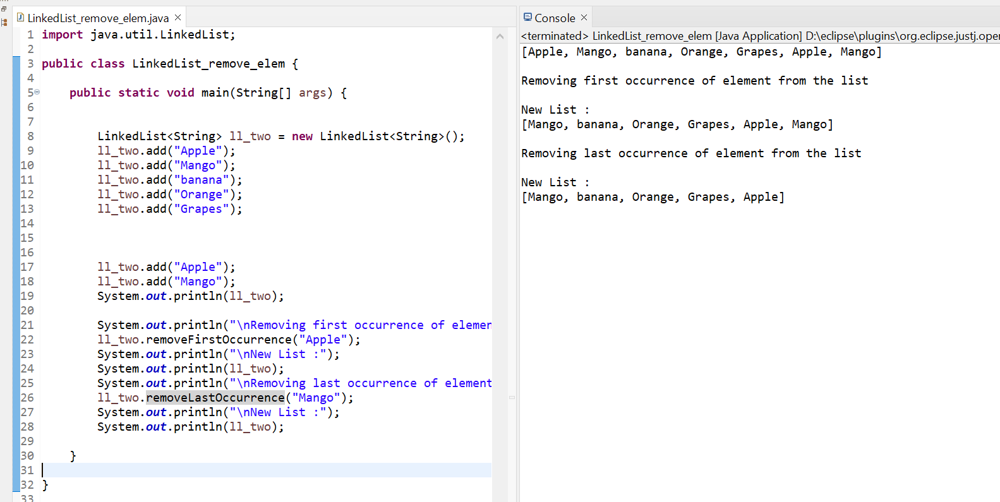 LinkedList_remove_elem.java
1 import java.util.LinkedList;
2
3 public class LinkedList_remove_elem {
4
5 public static void main(String[] args) {
6
7
8 LinkedList<String> ll_two = new LinkedList<String>();
9 ll_two.add("Apple");
10 ll_two.add("Mango");
11 ll_two.add("banana");
12 ll_two.add("Orange");
13 ll_two.add("Grapes");
14
15
16
17 ll_two.add("Apple");
18 ll_two.add("Mango");
19 System.out.println(ll_two);
20
21 System.out.println("\nRemoving first occurrence of elemen
22 ll_two.removeFirstOccurrence("Apple");
23 System.out.println("\nNew List :");
24 System.out.println(ll_two);
25 System.out.println("\nRemoving last occurrence of element
26 ll_two.removeLastOccurrence("Mango");
27 System.out.println("\nNew List :");
28 System.out.println(ll_two);
29
30 }
31
32 }
33
Console
<terminated> LinkedList_remove_elem [Java Application] D:\eclipse\plugins\org.eclipse.justj.oper
[Apple, Mango, banana, Orange, Grapes, Apple, Mango]
Removing first occurrence of element from the list
New List :
[Mango, banana, Orange, Grapes, Apple, Mango]
Removing last occurrence of element from the list
New List :
[Mango, banana, Orange, Grapes, Apple]